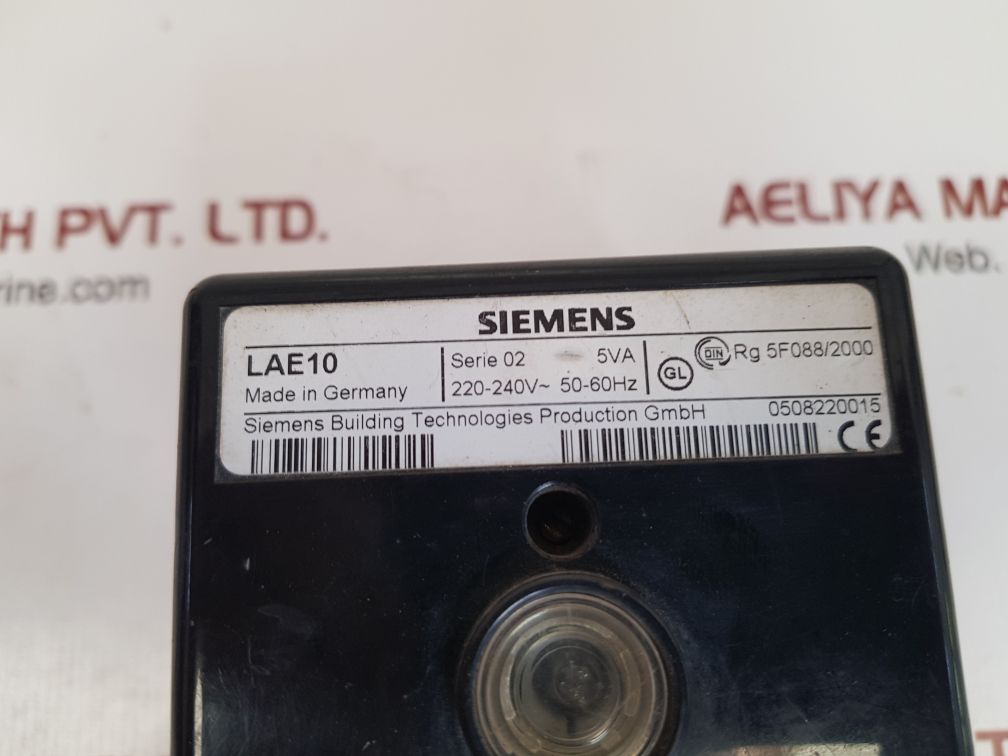 TH PVT. LTD.
rine.com
AELIYA MA
Web.
SIEMENS
LAE10
Made in Germany
Serie 02 5VA
220-240V~ 50-60Hz
GL
DIN Rg 5F088/2000
Siemens Building Technologies Production GmbH 0508220015
CE